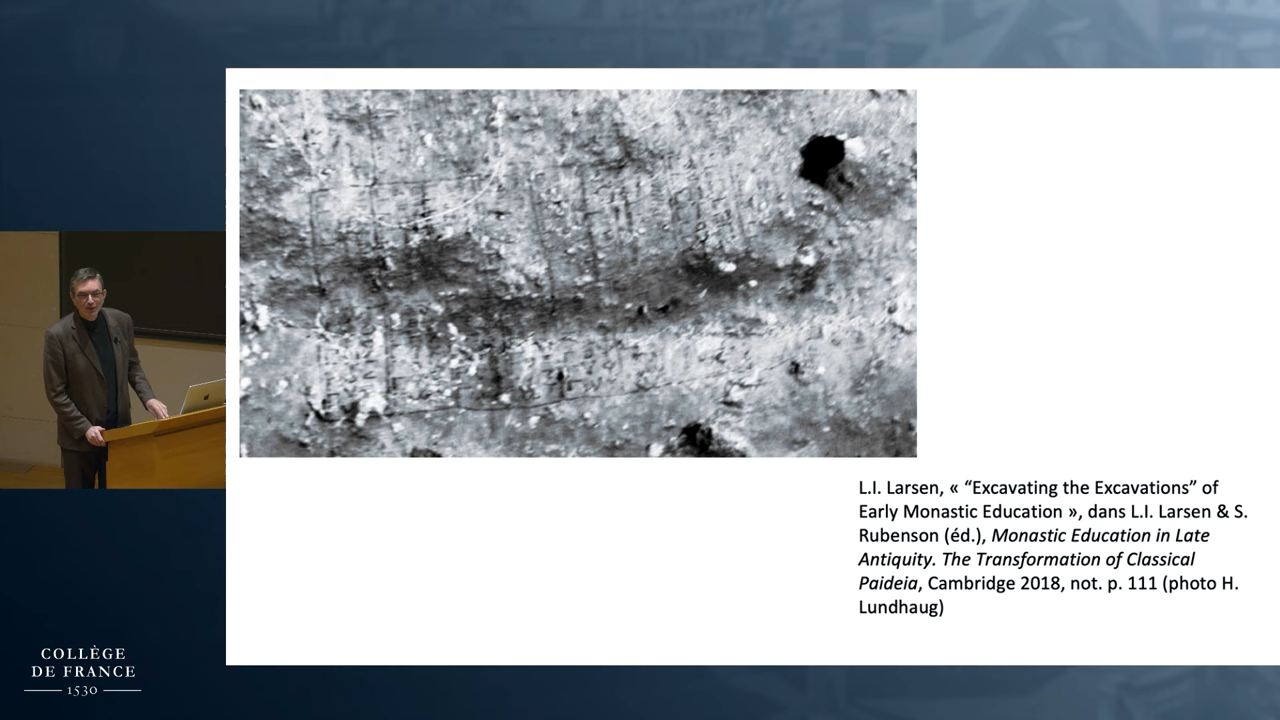 L.I. Larsen, « “Excavating the Excavations” of
Early Monastic Education », dans L.I. Larsen & S.
Rubenson (éd.), Monastic Education in Late
Antiquity. The Transformation of Classical
Paideia, Cambridge 2018, not. p. 111 (photo H.
Lundhaug)
COLLÈGE
DE FRANCE
1530